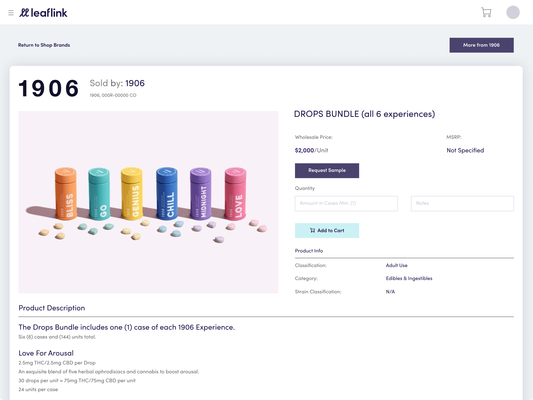 leaflink
Return to Shop Brands
More from 1906
1906
Sold by: 1906
1906, 000R-00000 CO
DROPS BUNDLE (all 6 experiences)
Wholesale Price:
MSRP:
$2,000/Unit
Not Specified
Request Sample
Quantity
Amount in Cases Min. (1)
Notes
Add to Cart
BLISS
GO
GENIUS
CHILL
MIDNIGHT
LOVE
Product Info
Classification:
Adult Use
Category:
Edibles & Ingestibles
Strain Classification:
N/A
Product Description
The Drops Bundle includes one (1) case of each 1906 Experience.
Six (6) cases and (144) units total.
Love For Arousal
2.5mg THC/2.5mg CBD per Drop
An exquisite blend of five herbal aphrodisiacs and cannabis to boost arousal.
30 drops per unit = 75mg THC/75mg CBD per unit
24 units per case